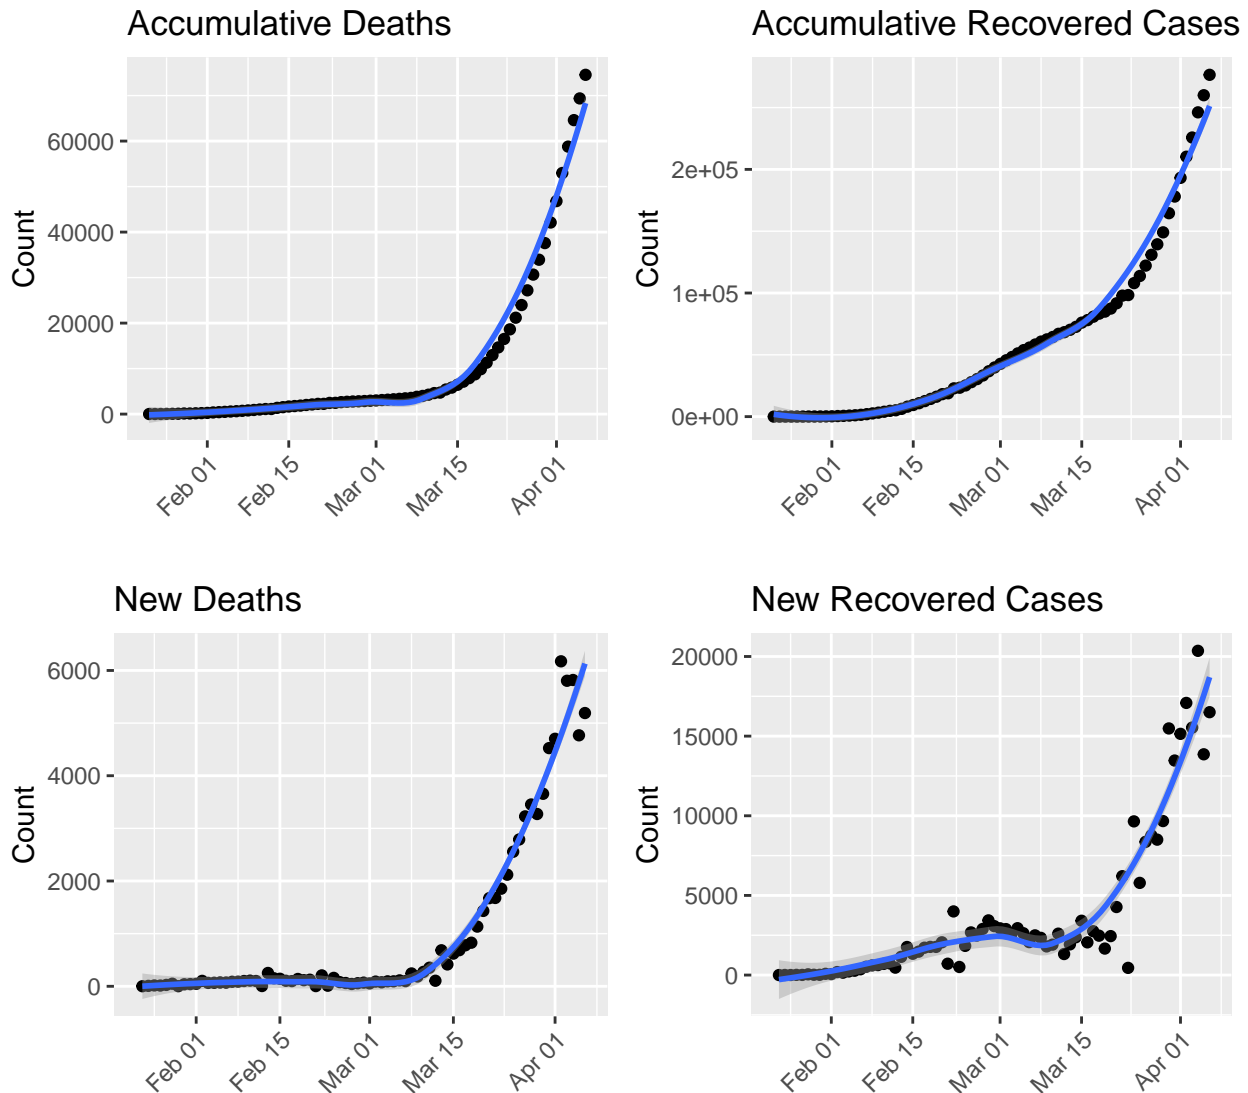 Accumulative Deaths
Count
60000
40000
20000
0
Feb 01
Feb 15
Mar 01
Mar 15
Apr 01
Accumulative Recovered Cases
Count
2e+05
1e+05
0e+00
Feb 01
Feb 15
Mar 01
Mar 15
Apr 01
New Deaths
Count
6000
4000
2000
0
Feb 01
Feb 15
Mar 01
Mar 15
Apr 01
New Recovered Cases
Count
20000
15000
10000
5000
0
Feb 01
Feb 15
Mar 01
Mar 15
Apr 01